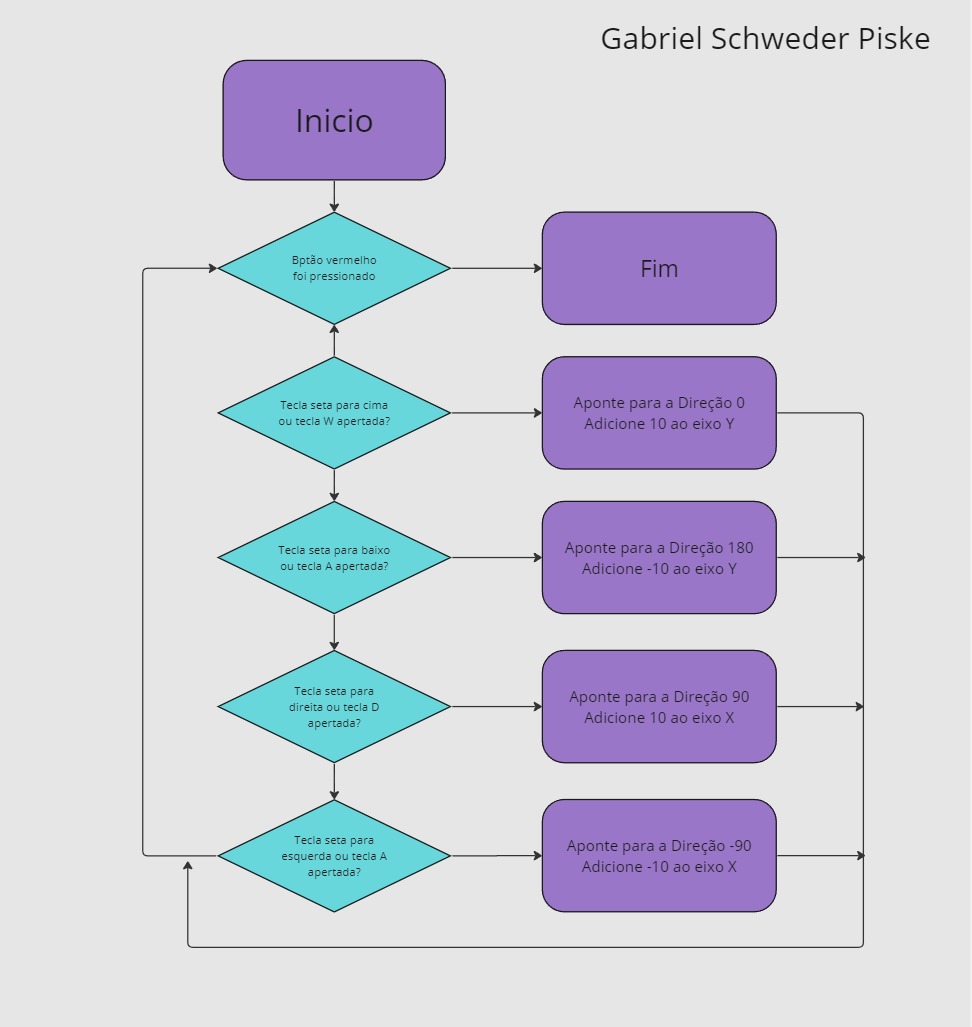 Gabriel Schweder Piske
Inicio
Bptão vermelho
foi pressionado
Fim
Tecla seta para cima
ou tecla W apertada?
Aponte para a Direção 0
Adicione 10 ao eixo Y
Tecla seta para baixo
ou tecla A apertada?
Aponte para a Direção 180
Adicione -10 ao eixo Y
Tecla seta para
direita ou tecla D
apertada?
Aponte para a Direção 90
Adicione 10 ao eixo X
Tecla seta para
esquerda ou tecla A
apertada?
Aponte para a Direção -90
Adicione -10 ao eixo X